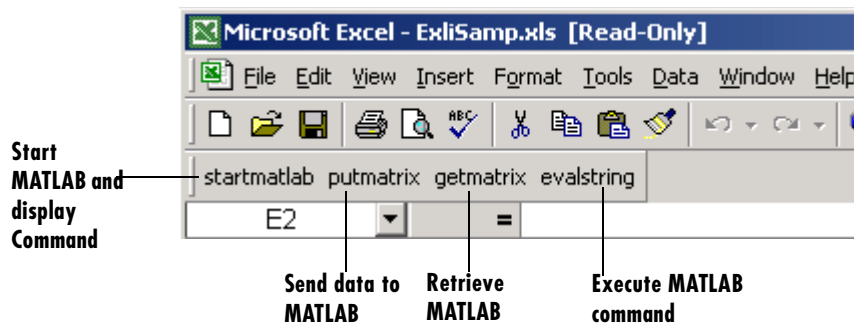 Microsoft Excel - ExliSamp.xls [Read-Only]
File Edit View Insert Format Tools Data Window Help
ABC
startmatlab putmatrix getmatrix evalstring
E2 =
Start
MATLAB and
display
Command
Send data to
MATLAB
Retrieve
MATLAB
Execute MATLAB
command